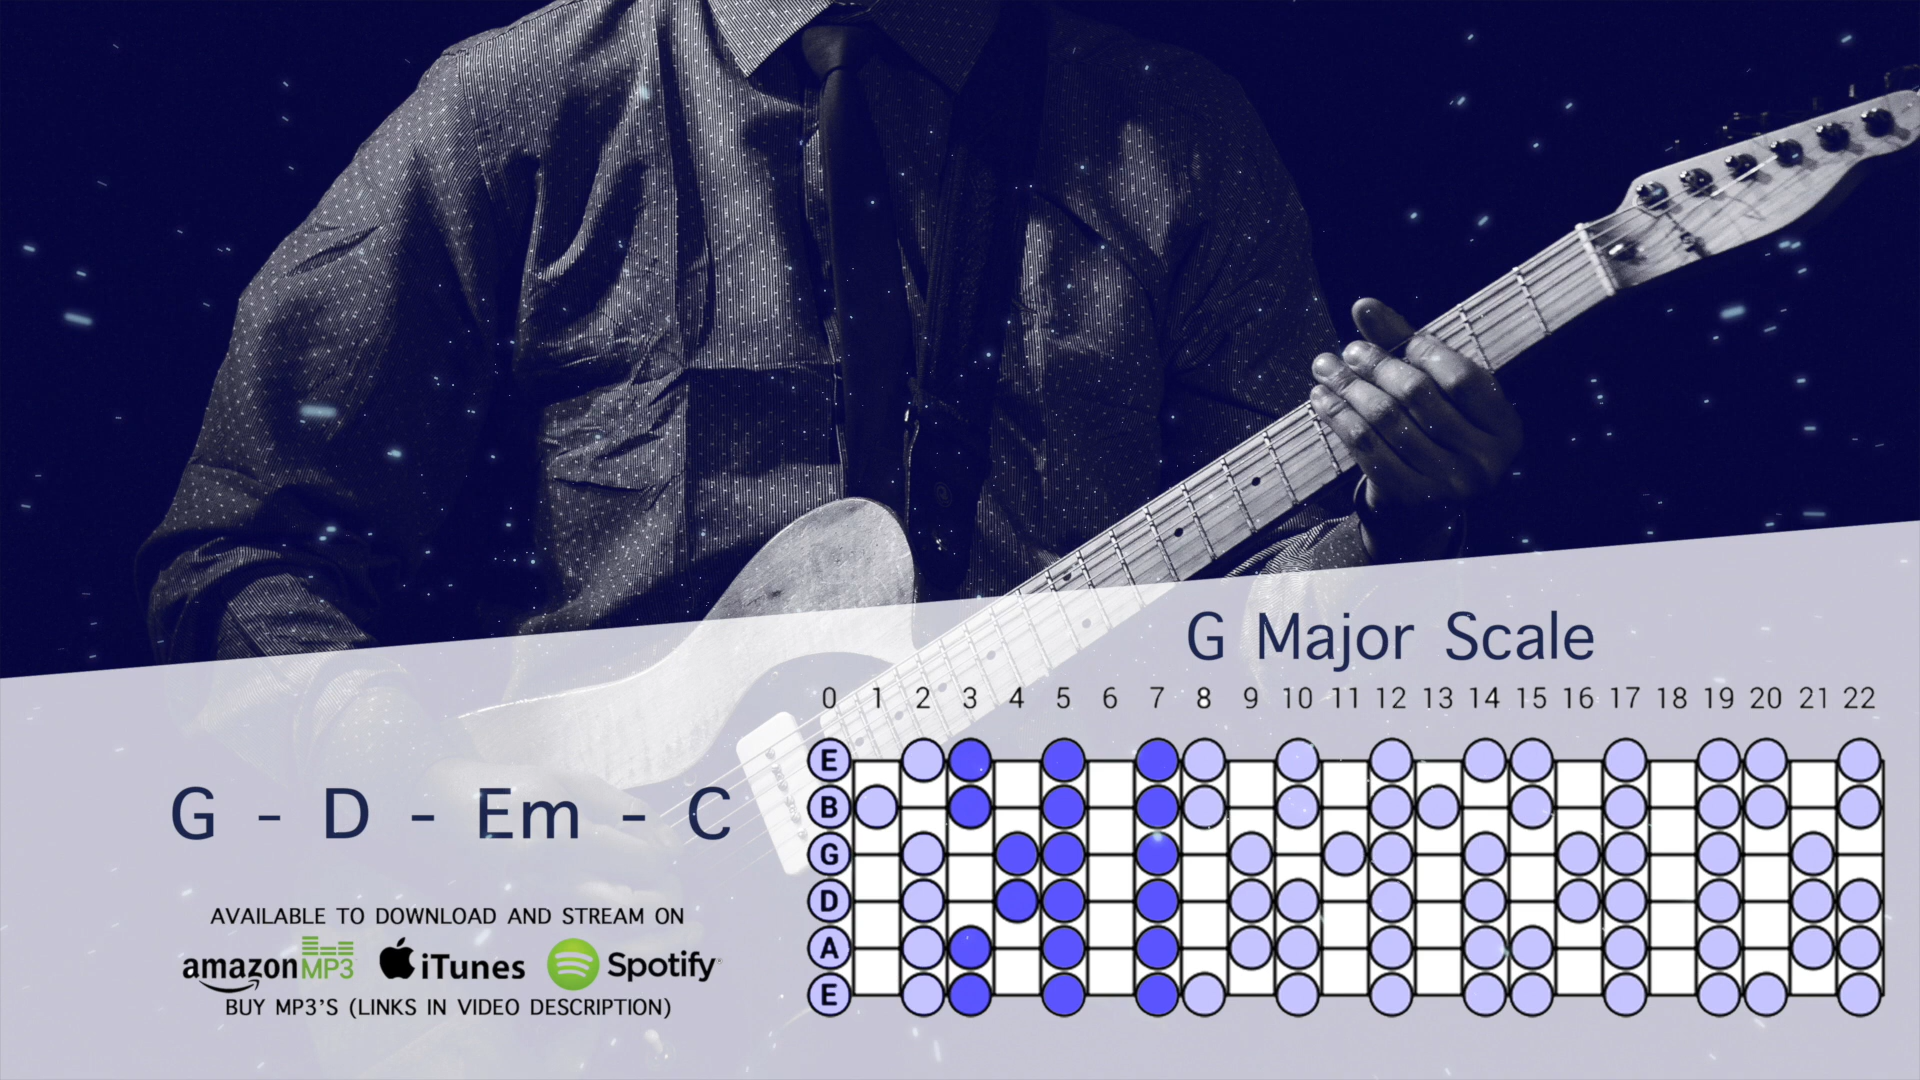 G Major Scale
0 1 2 3 4 5 6 7 8 9 10 11 12 13 14 15 16 17 18 19 20 21 22
E
B
G
D
A
E
G - D - Em - C
AVAILABLE TO DOWNLOAD AND STREAM ON
amazonMP3 iTunes Spotify
BUY MP3'S (LINKS IN VIDEO DESCRIPTION)